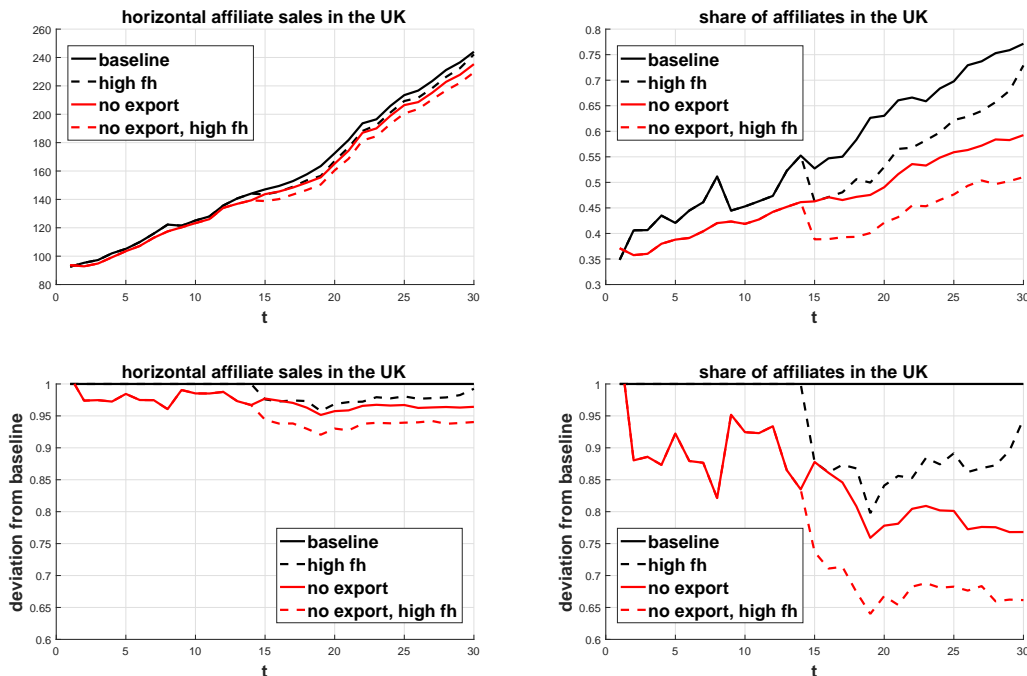 horizontal affiliate sales in the UK
260
240
220
200
180
160
140
120
100
80
0
5
10
15
20
25
30
t
baseline
high fh
no export
no export, high fh
share of affiliates in the UK
0.8
0.75
0.7
0.65
0.6
0.55
0.5
0.45
0.4
0.35
0.3
0
5
10
15
20
25
30
t
baseline
high fh
no export
no export, high fh
horizontal affiliate sales in the UK
deviation from baseline
1
0.95
0.9
0.85
0.8
0.75
0.7
0.65
0.6
0
5
10
15
20
25
30
t
baseline
high fh
no export
no export, high fh
share of affiliates in the UK
deviation from baseline
1
0.95
0.9
0.85
0.8
0.75
0.7
0.65
0.6
0
5
10
15
20
25
30
t
baseline
high fh
no export
no export, high fh